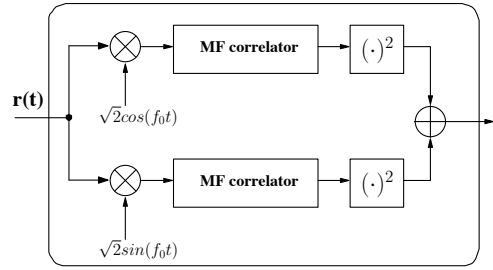 MF correlator
(·)²
r(t)
√2cos(f₀t)
MF correlator
(·)²
√2sin(f₀t)